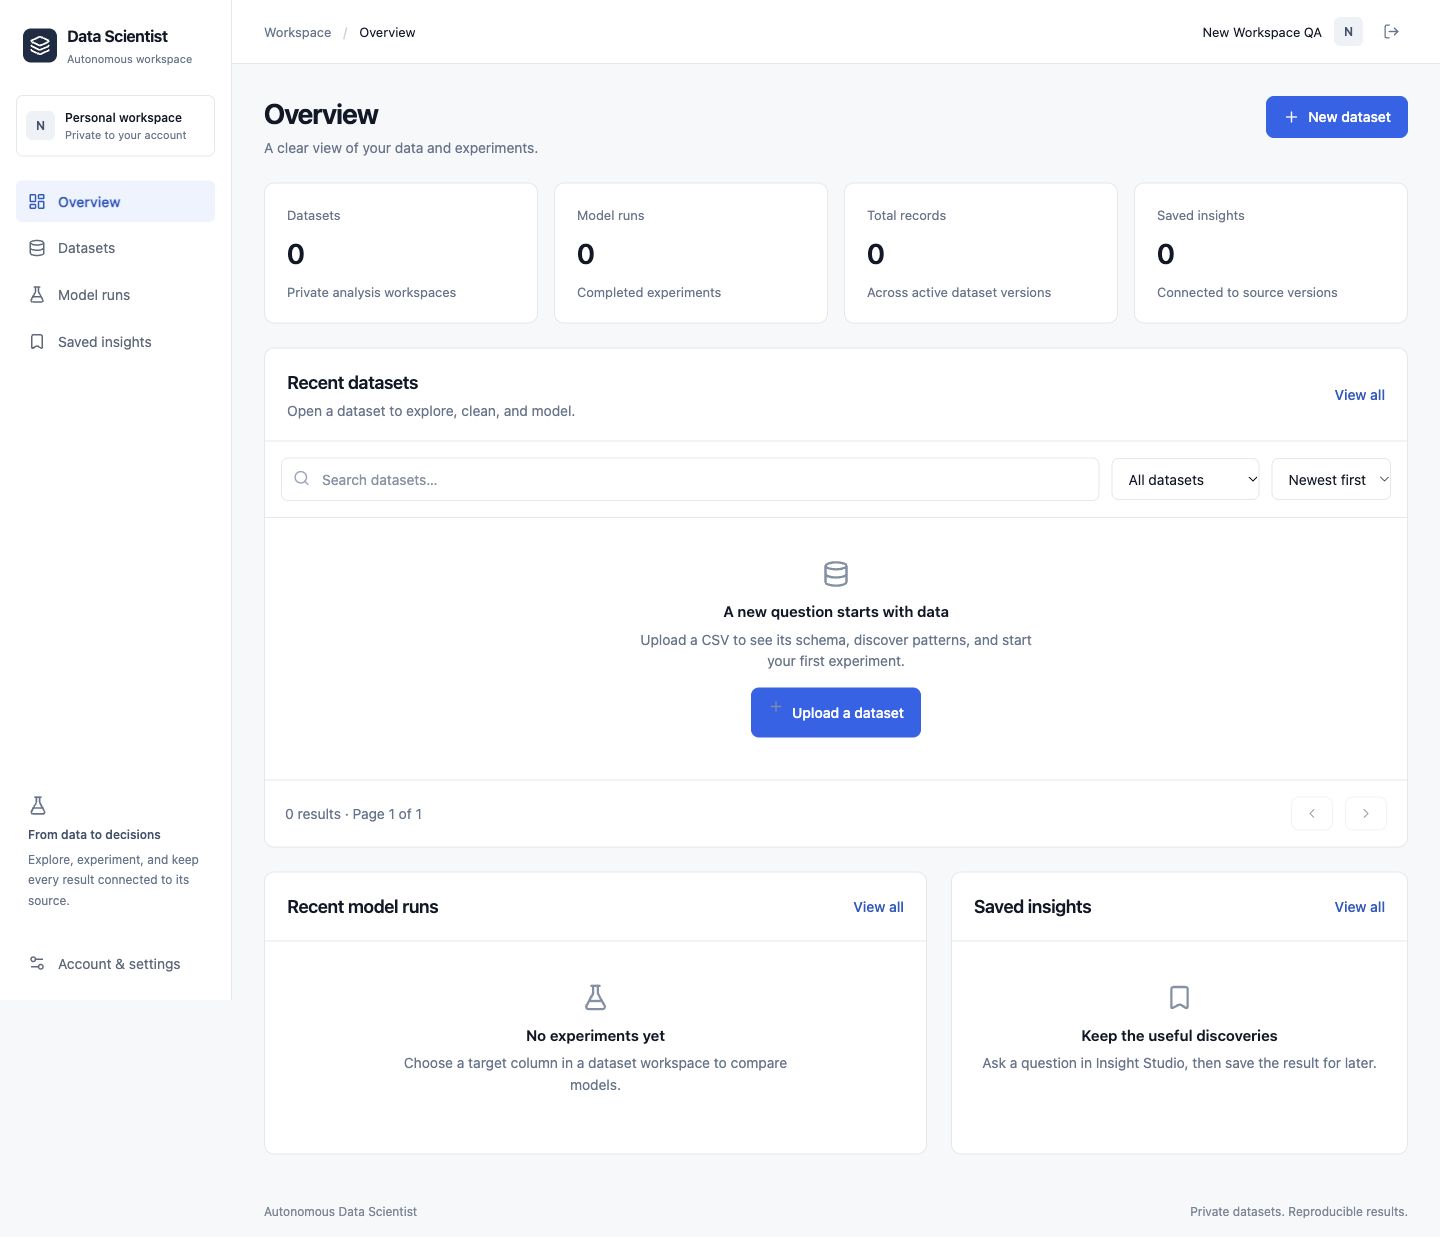 Data Scientist
Autonomous workspace
N
Personal workspace
Private to your account
Overview
Datasets
Model runs
Saved insights
From data to decisions
Explore, experiment, and keep
every result connected to its
source.
Account & settings
Workspace / Overview
New Workspace QA N
Overview
A clear view of your data and experiments.
+ New dataset
Datasets
0
Private analysis workspaces
Model runs
0
Completed experiments
Total records
0
Across active dataset versions
Saved insights
0
Connected to source versions
Recent datasets
Open a dataset to explore, clean, and model.
View all
Search datasets...
All datasets
Newest first
A new question starts with data
Upload a CSV to see its schema, discover patterns, and start
your first experiment.
+ Upload a dataset
0 results · Page 1 of 1
Recent model runs
View all
No experiments yet
Choose a target column in a dataset workspace to compare
models.
Saved insights
View all
Keep the useful discoveries
Ask a question in Insight Studio, then save the result for later.
Autonomous Data Scientist
Private datasets. Reproducible results.